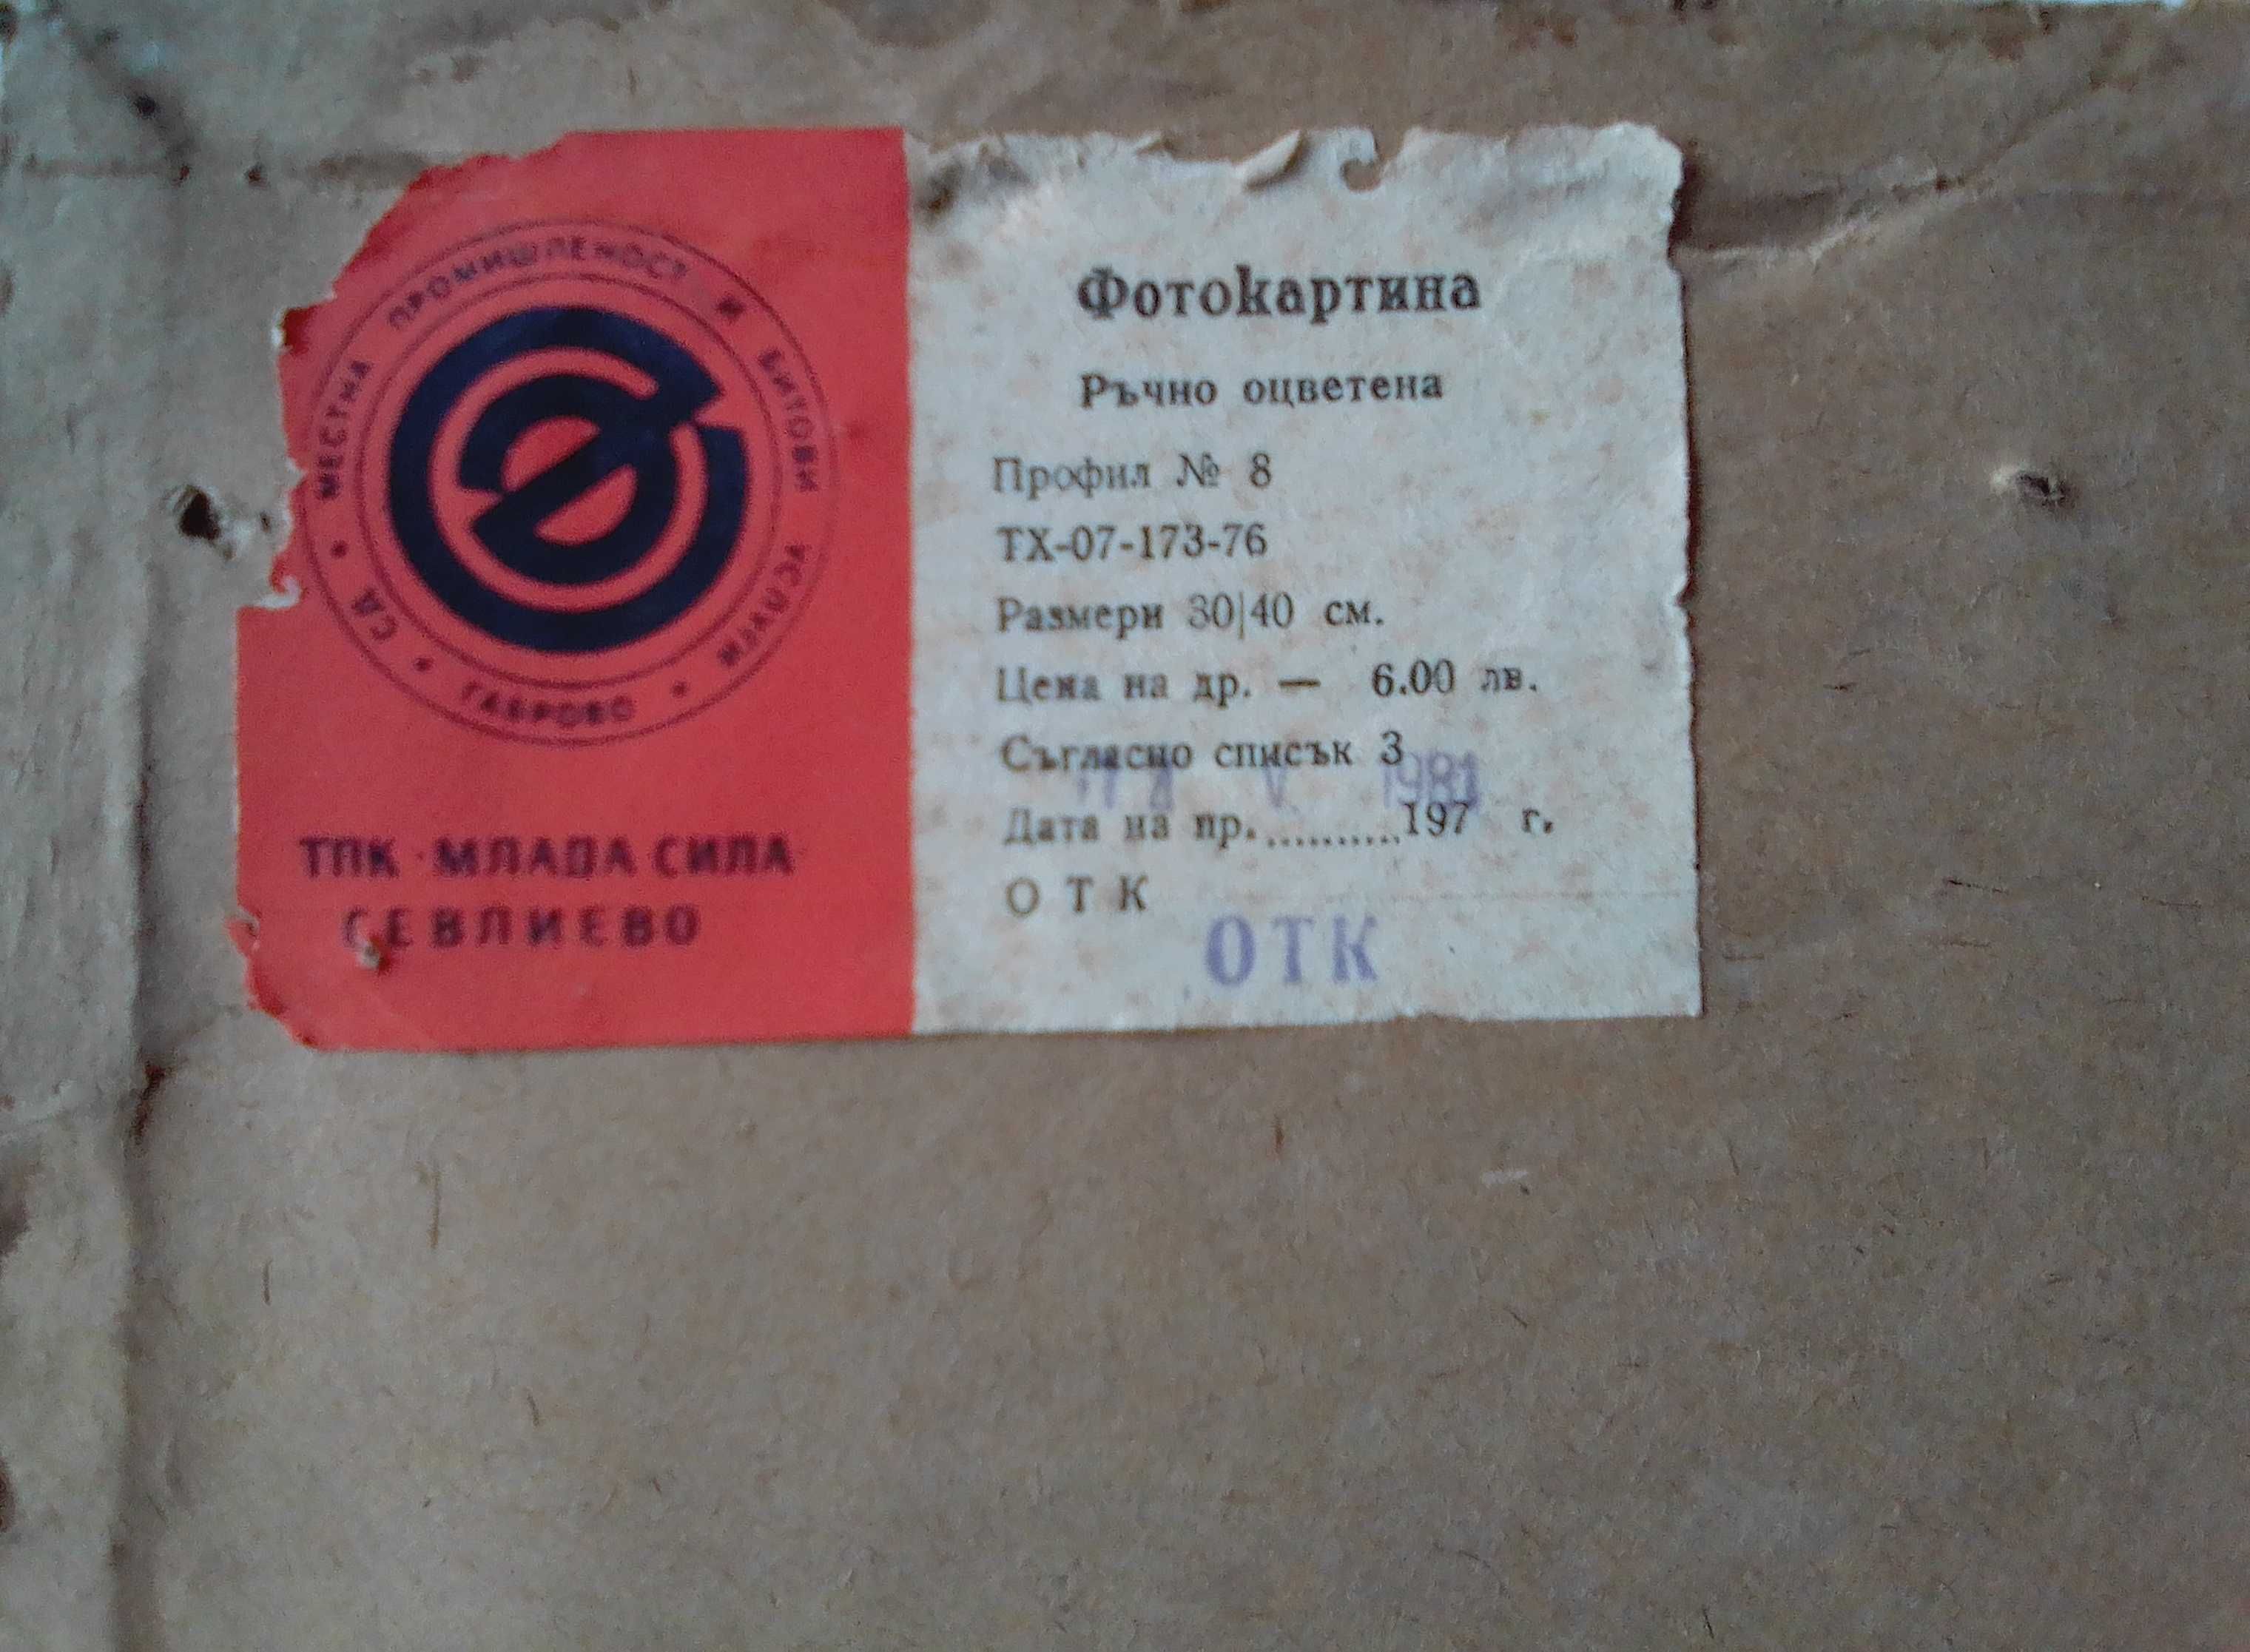 МЕСТНА ПРОМИШЛЕНОСТ И БИТОВИ УСЛУГИ • ГАБРОВО • СД •
ТПК МЛАДА СИЛА
СЕВЛИЕВО
Фотокартина
Ръчно оцветена
Профил № 8
ТХ-07-173-76
Размери 30|40 см.
Цена на др. — 6.00 лв.
Съгласно списък 3
V 1981
Дата на пр...........197 г.
О Т К
ОТК